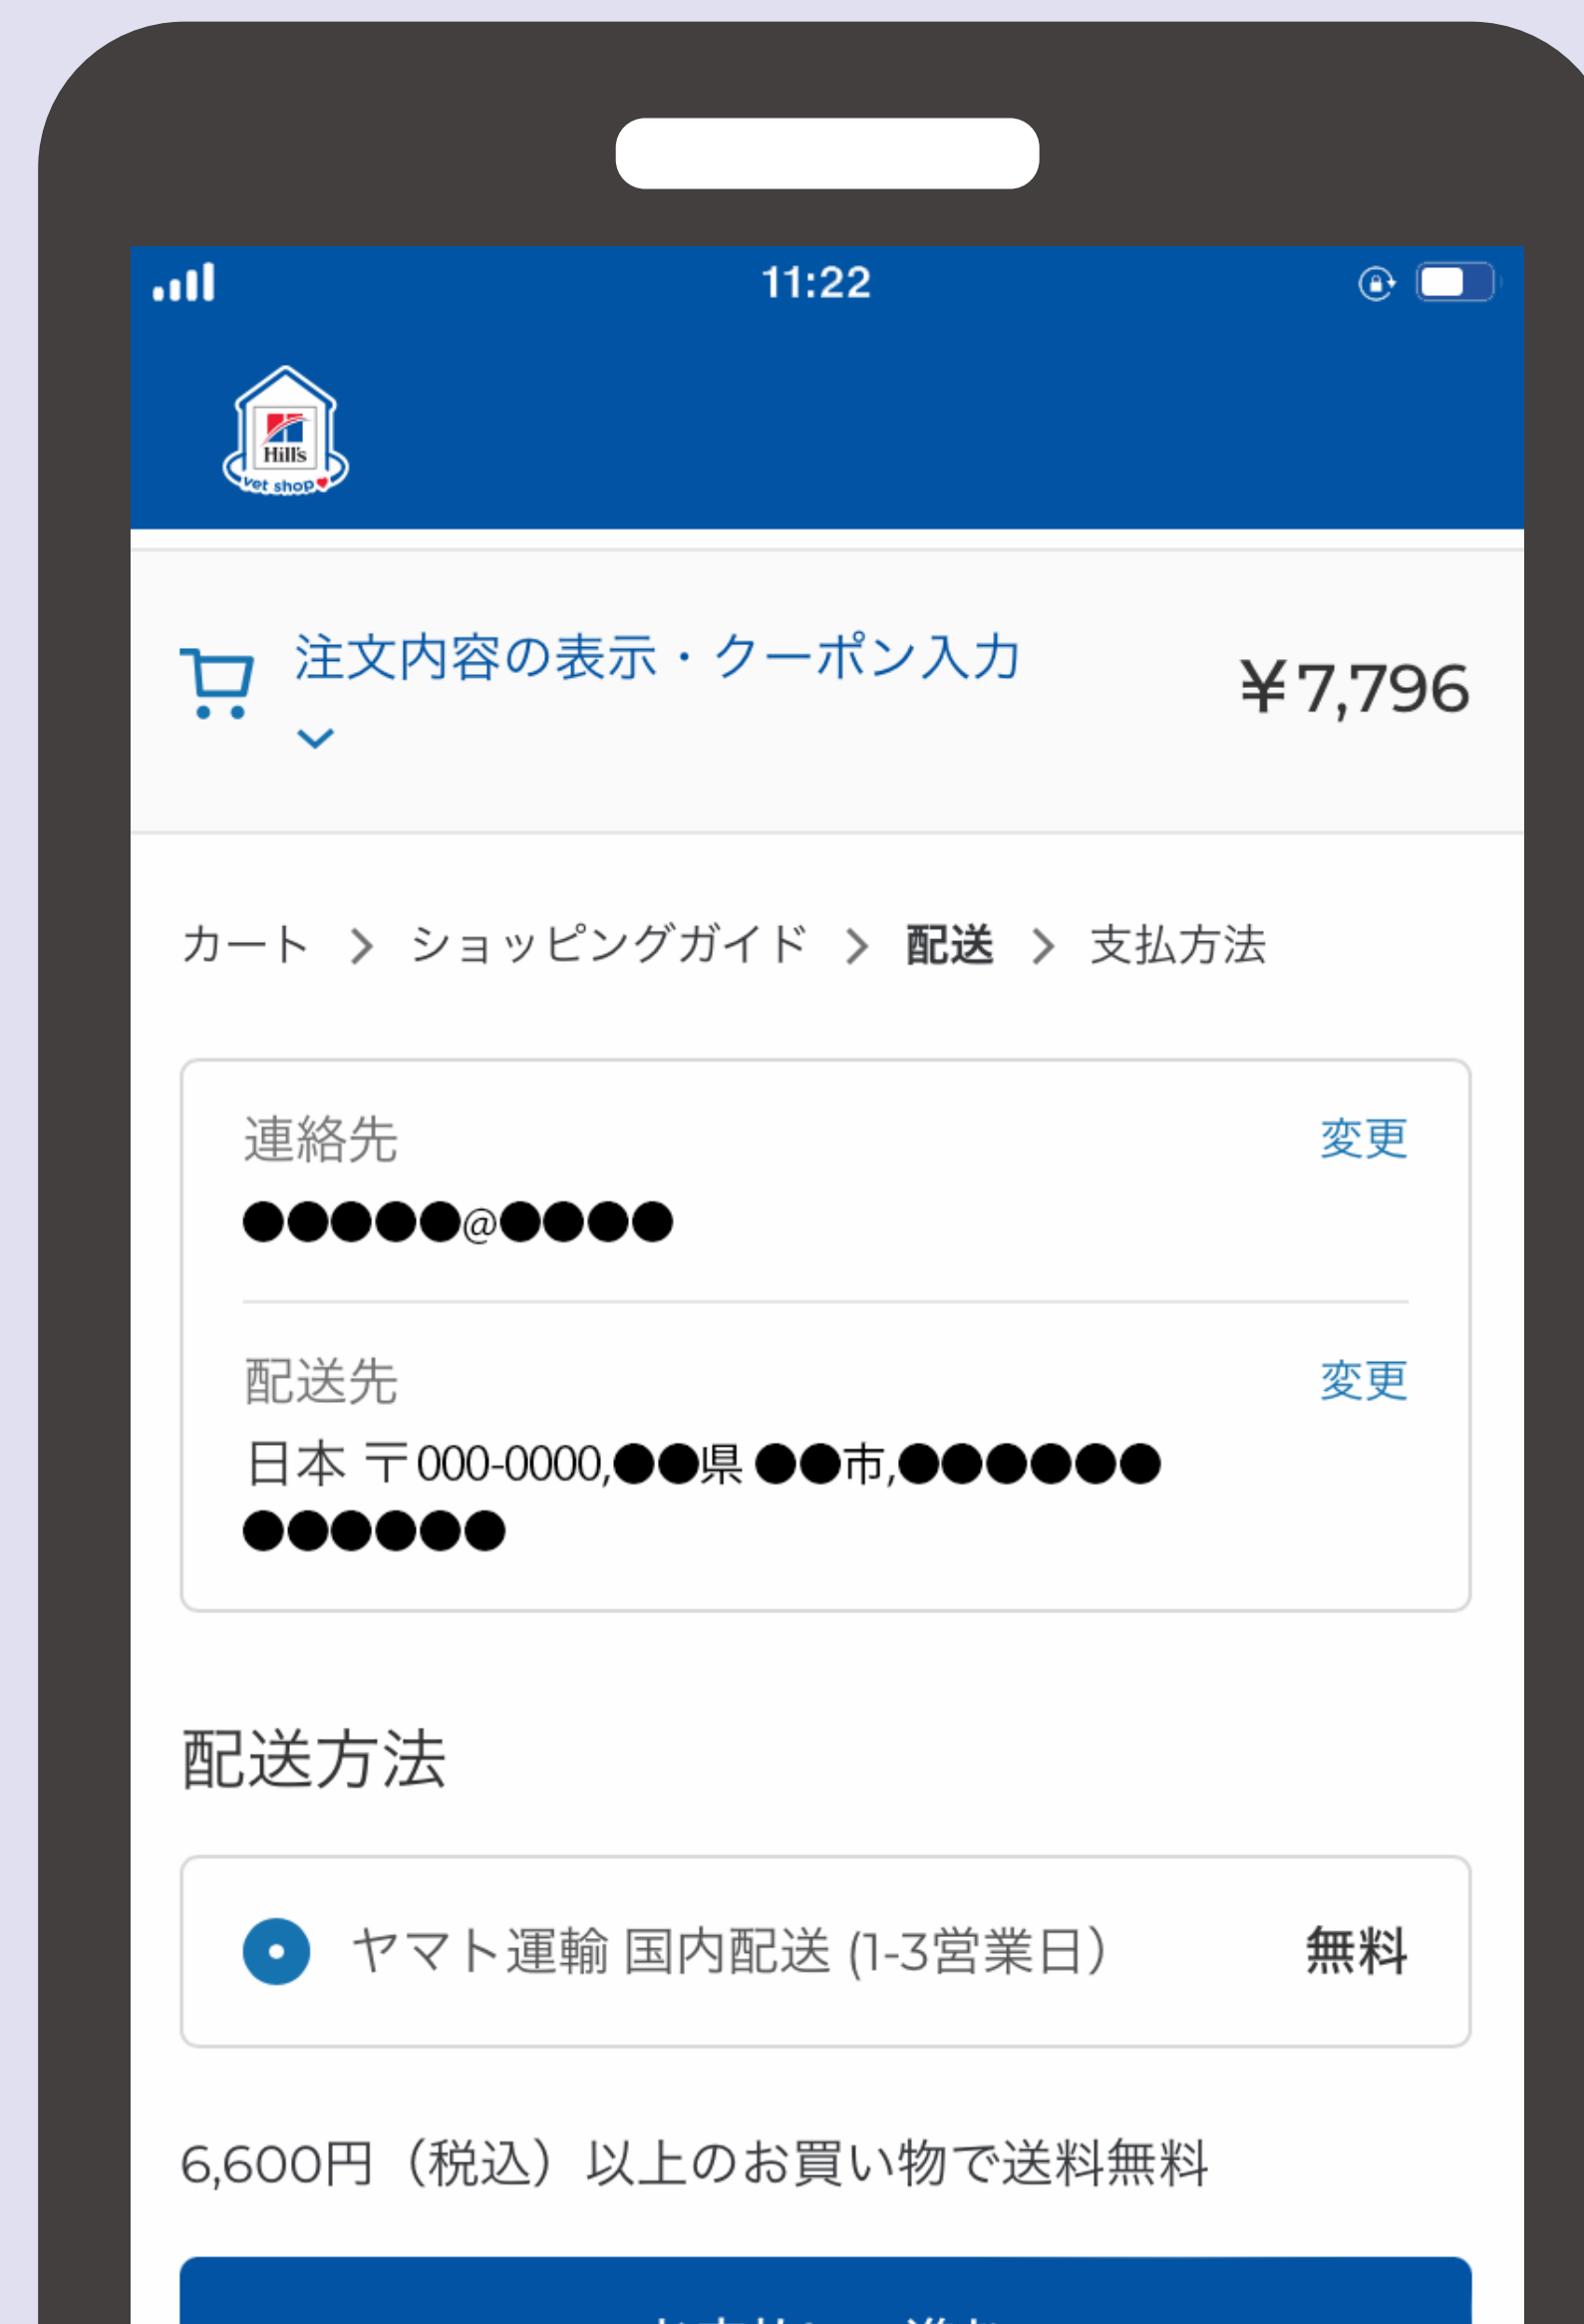 11:22
Hill's
vet shop
注文内容の表示・クーポン入力
¥7,796
カート > ショッピングガイド > 配送 > 支払方法
連絡先 変更
●●●●●@●●●●
配送先 変更
日本 〒000-0000,●●県 ●●市,●●●●●●
●●●●●●
配送方法
ヤマト運輸 国内配送 (1-3営業日） 無料
6,600円（税込）以上のお買い物で送料無料